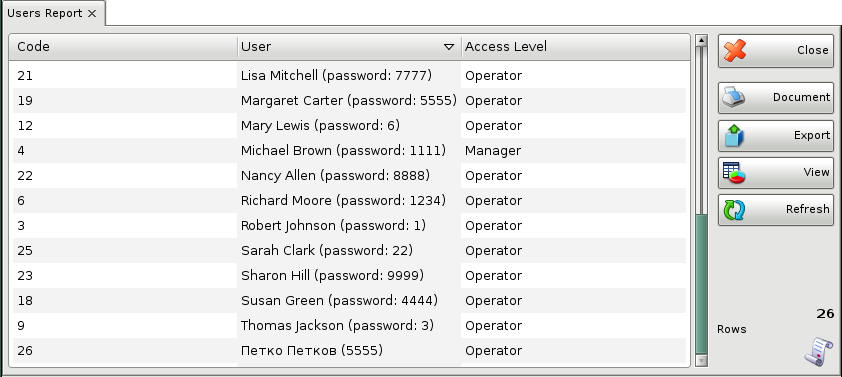 Users Report
Code User Access Level
21 Lisa Mitchell (password: 7777) Operator
19 Margaret Carter (password: 5555) Operator
12 Mary Lewis (password: 6) Operator
4 Michael Brown (password: 1111) Manager
22 Nancy Allen (password: 8888) Operator
6 Richard Moore (password: 1234) Operator
3 Robert Johnson (password: 1) Operator
25 Sarah Clark (password: 22) Operator
23 Sharon Hill (password: 9999) Operator
18 Susan Green (password: 4444) Operator
9 Thomas Jackson (password: 3) Operator
26 Петко Петков (5555) Operator
Close
Document
Export
View
Refresh
26
Rows